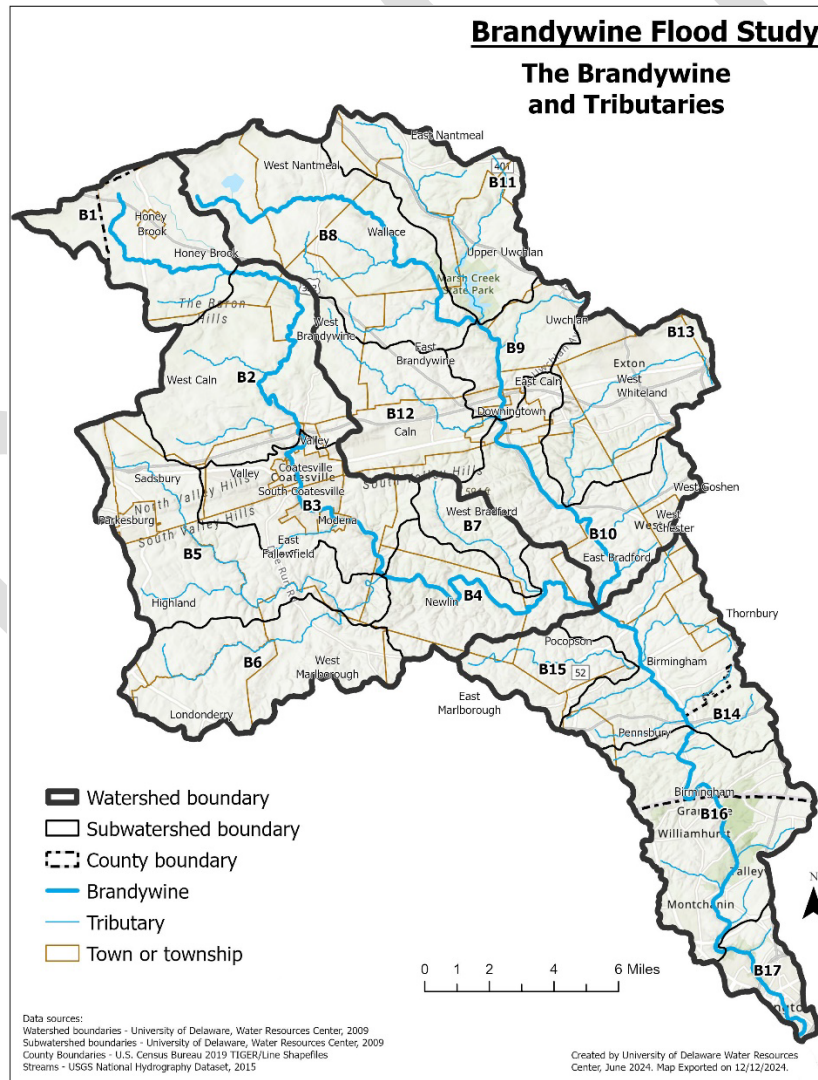 Brandywine Flood Study
The Brandywine
and Tributaries
East Nantmeal
West Nantmeal
401
B11
B1
Honey
Brook
B8
Wallace
Upper Uwchlan
Honey Brook
Marsh Creek
State Park
The Baron
Hills
West
Brandywine
Uwchlan
B13
East
Brandywine
B9
Exton
West Caln
B2
East Caln
West
Whiteland
B12
Downingtown
Caln
Valley
Sadsbury
Valley
Coatesville
Coatesville
North Valley Hills
South Coatesville
South Valley Hills
West Goshen
Parkesburg
South Valley Hills
B3
Modena
West Bradford
B7
West
Chester
B5
East
Fallowfield
B10
East Bradford
Highland
B4
Newlin
Thornbury
Pocopson
B6
West
Marlborough
B15
52
Birmingham
East
Marlborough
Londonderry
B14
Pennsbury
Birmingham
B16
Williamhurst
Talley
Montchanin
B17
N
Watershed boundary
Subwatershed boundary
County boundary
Brandywine
Tributary
Town or township
0 1 2 4 6 Miles
Data sources:
Watershed boundaries - University of Delaware, Water Resources Center, 2009
Subwatershed boundaries - University of Delaware, Water Resources Center, 2009
County Boundaries - U.S. Census Bureau 2019 TIGER/Line Shapefiles
Streams - USGS National Hydrography Dataset, 2015
Created by University of Delaware Water Resources
Center, June 2024. Map Exported on 12/12/2024.